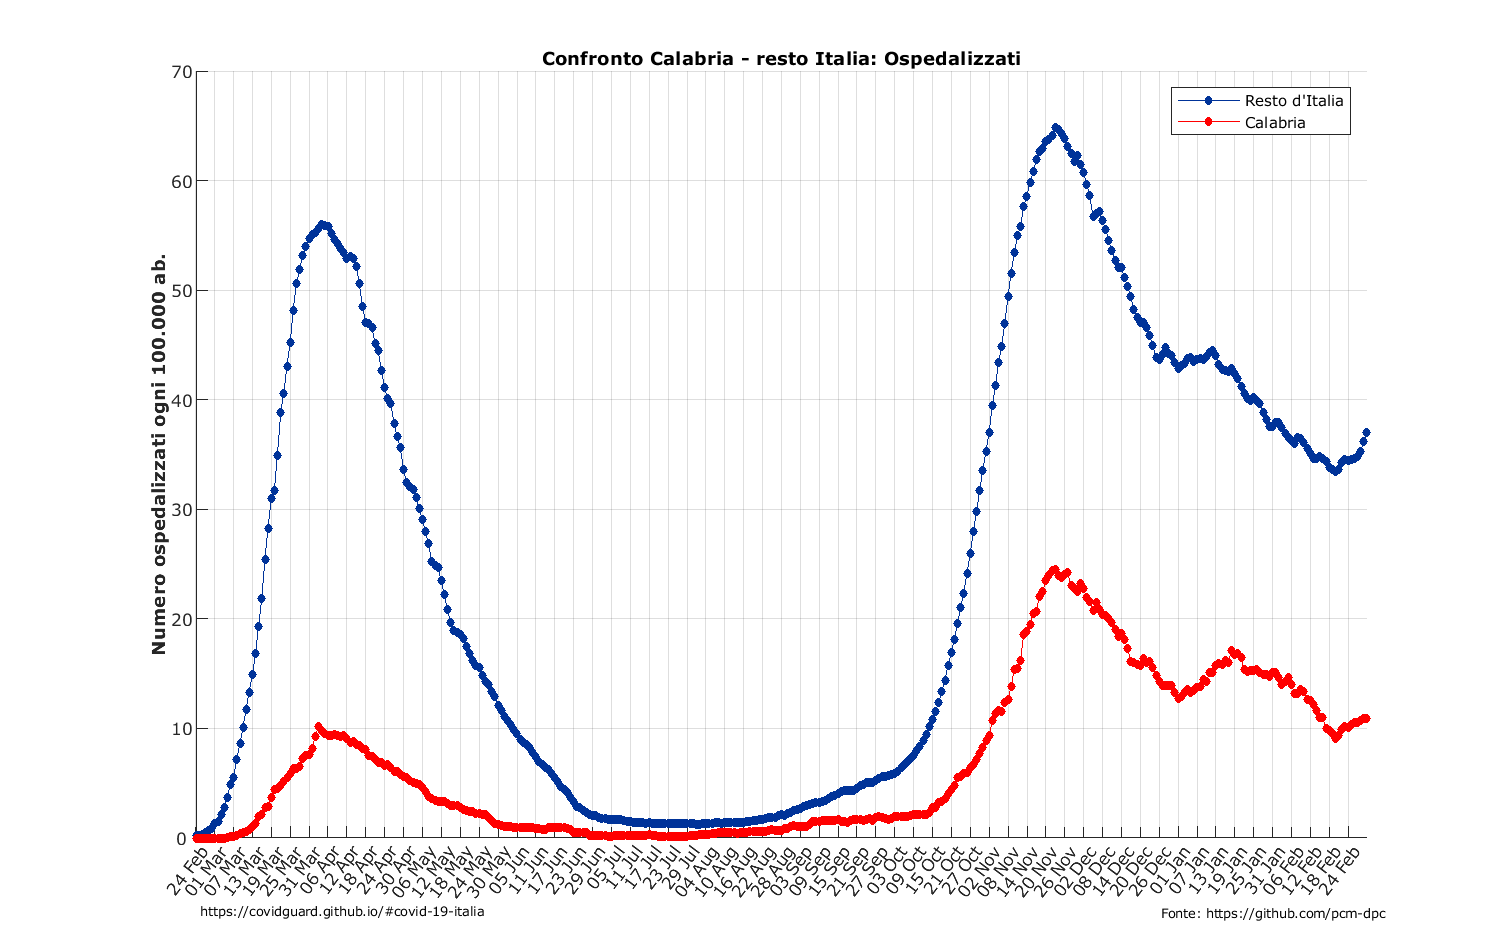 Confronto Calabria - resto Italia: Ospedalizzati
Resto d'Italia
Calabria
Numero ospedalizzati ogni 100.000 ab.
70
60
50
40
30
20
10
0
24 Feb
01 Mar
07 Mar
13 Mar
19 Mar
25 Mar
31 Mar
06 Apr
12 Apr
18 Apr
24 Apr
30 Apr
06 May
12 May
18 May
24 May
30 May
05 Jun
11 Jun
17 Jun
23 Jun
29 Jun
05 Jul
11 Jul
17 Jul
23 Jul
29 Jul
04 Aug
10 Aug
16 Aug
22 Aug
28 Aug
03 Sep
09 Sep
15 Sep
21 Sep
27 Sep
03 Oct
09 Oct
15 Oct
21 Oct
27 Oct
02 Nov
08 Nov
14 Nov
20 Nov
26 Nov
02 Dec
08 Dec
14 Dec
20 Dec
26 Dec
01 Jan
07 Jan
13 Jan
19 Jan
25 Jan
31 Jan
06 Feb
12 Feb
18 Feb
24 Feb
https://covidguard.github.io/#covid-19-italia
Fonte: https://github.com/pcm-dpc